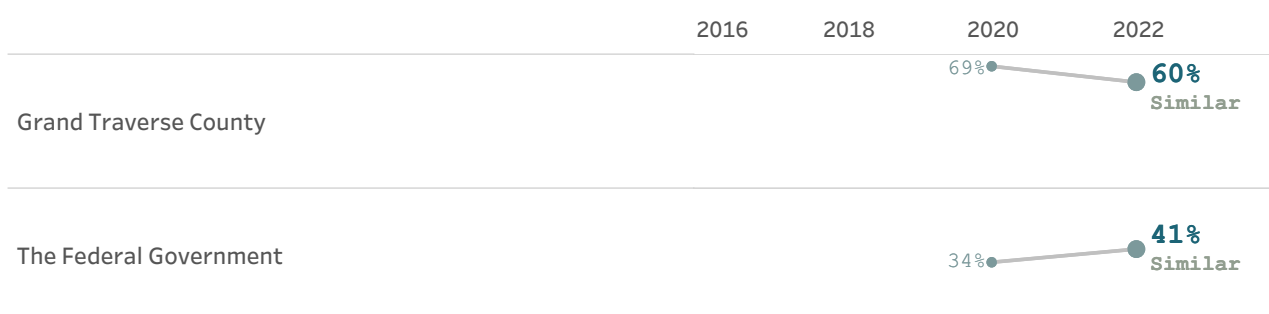 2016 2018 2020 2022
69% 60%
Similar
Grand Traverse County
41%
The Federal Government 34% Similar